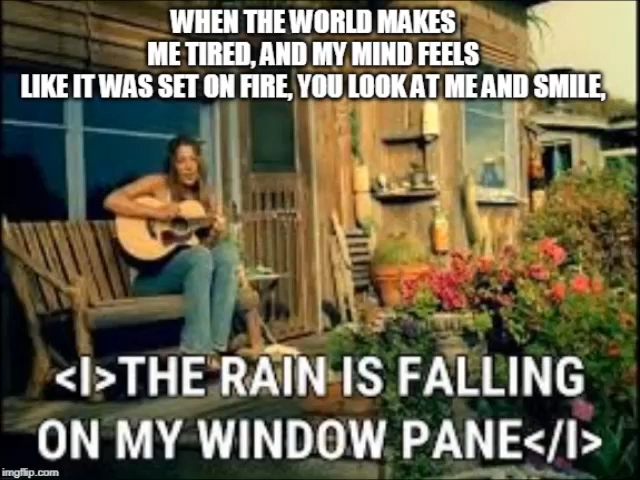 WHEN THE WORLD MAKES
ME TIRED, AND MY MIND FEELS
LIKE IT WAS SET ON FIRE, YOU LOOK AT ME AND SMILE,
<I>THE RAIN IS FALLING
ON MY WINDOW PANE</I>
imgflip.com